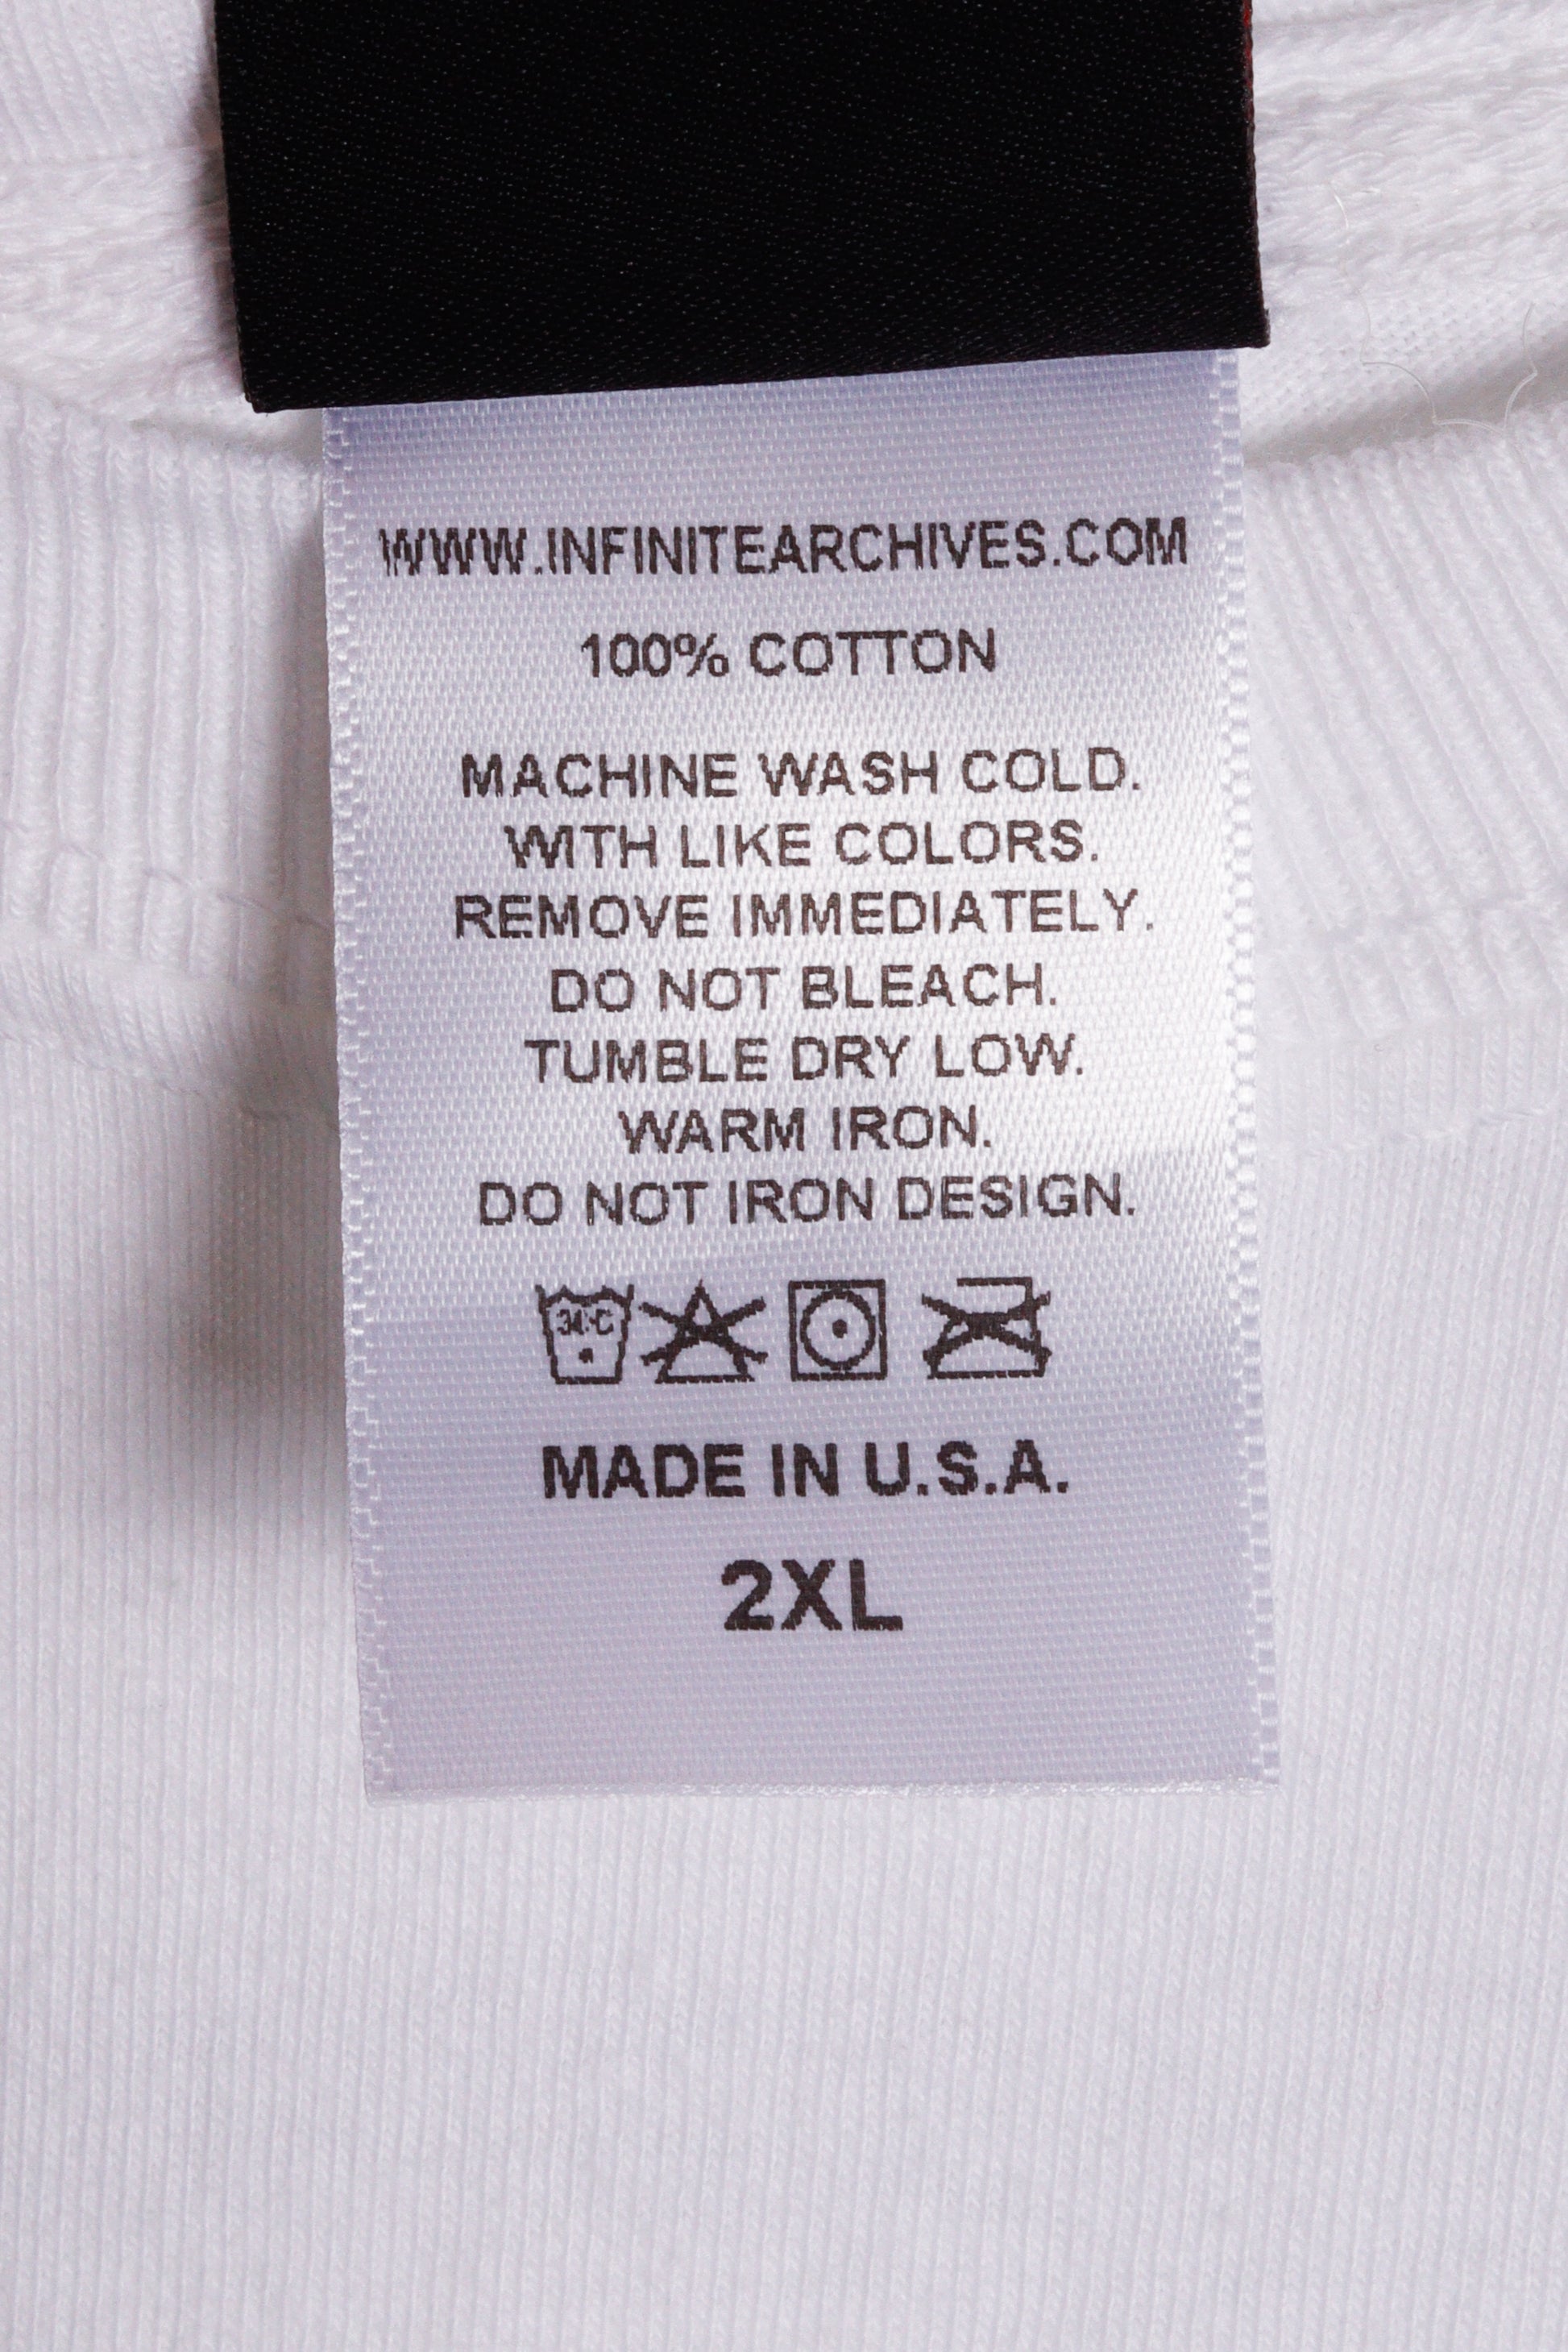 WWW.INFINITEARCHIVES.COM
100% COTTON
MACHINE WASH COLD.
WITH LIKE COLORS.
REMOVE IMMEDIATELY.
DO NOT BLEACH.
TUMBLE DRY LOW.
WARM IRON.
DO NOT IRON DESIGN.
MADE IN U.S.A.
2XL